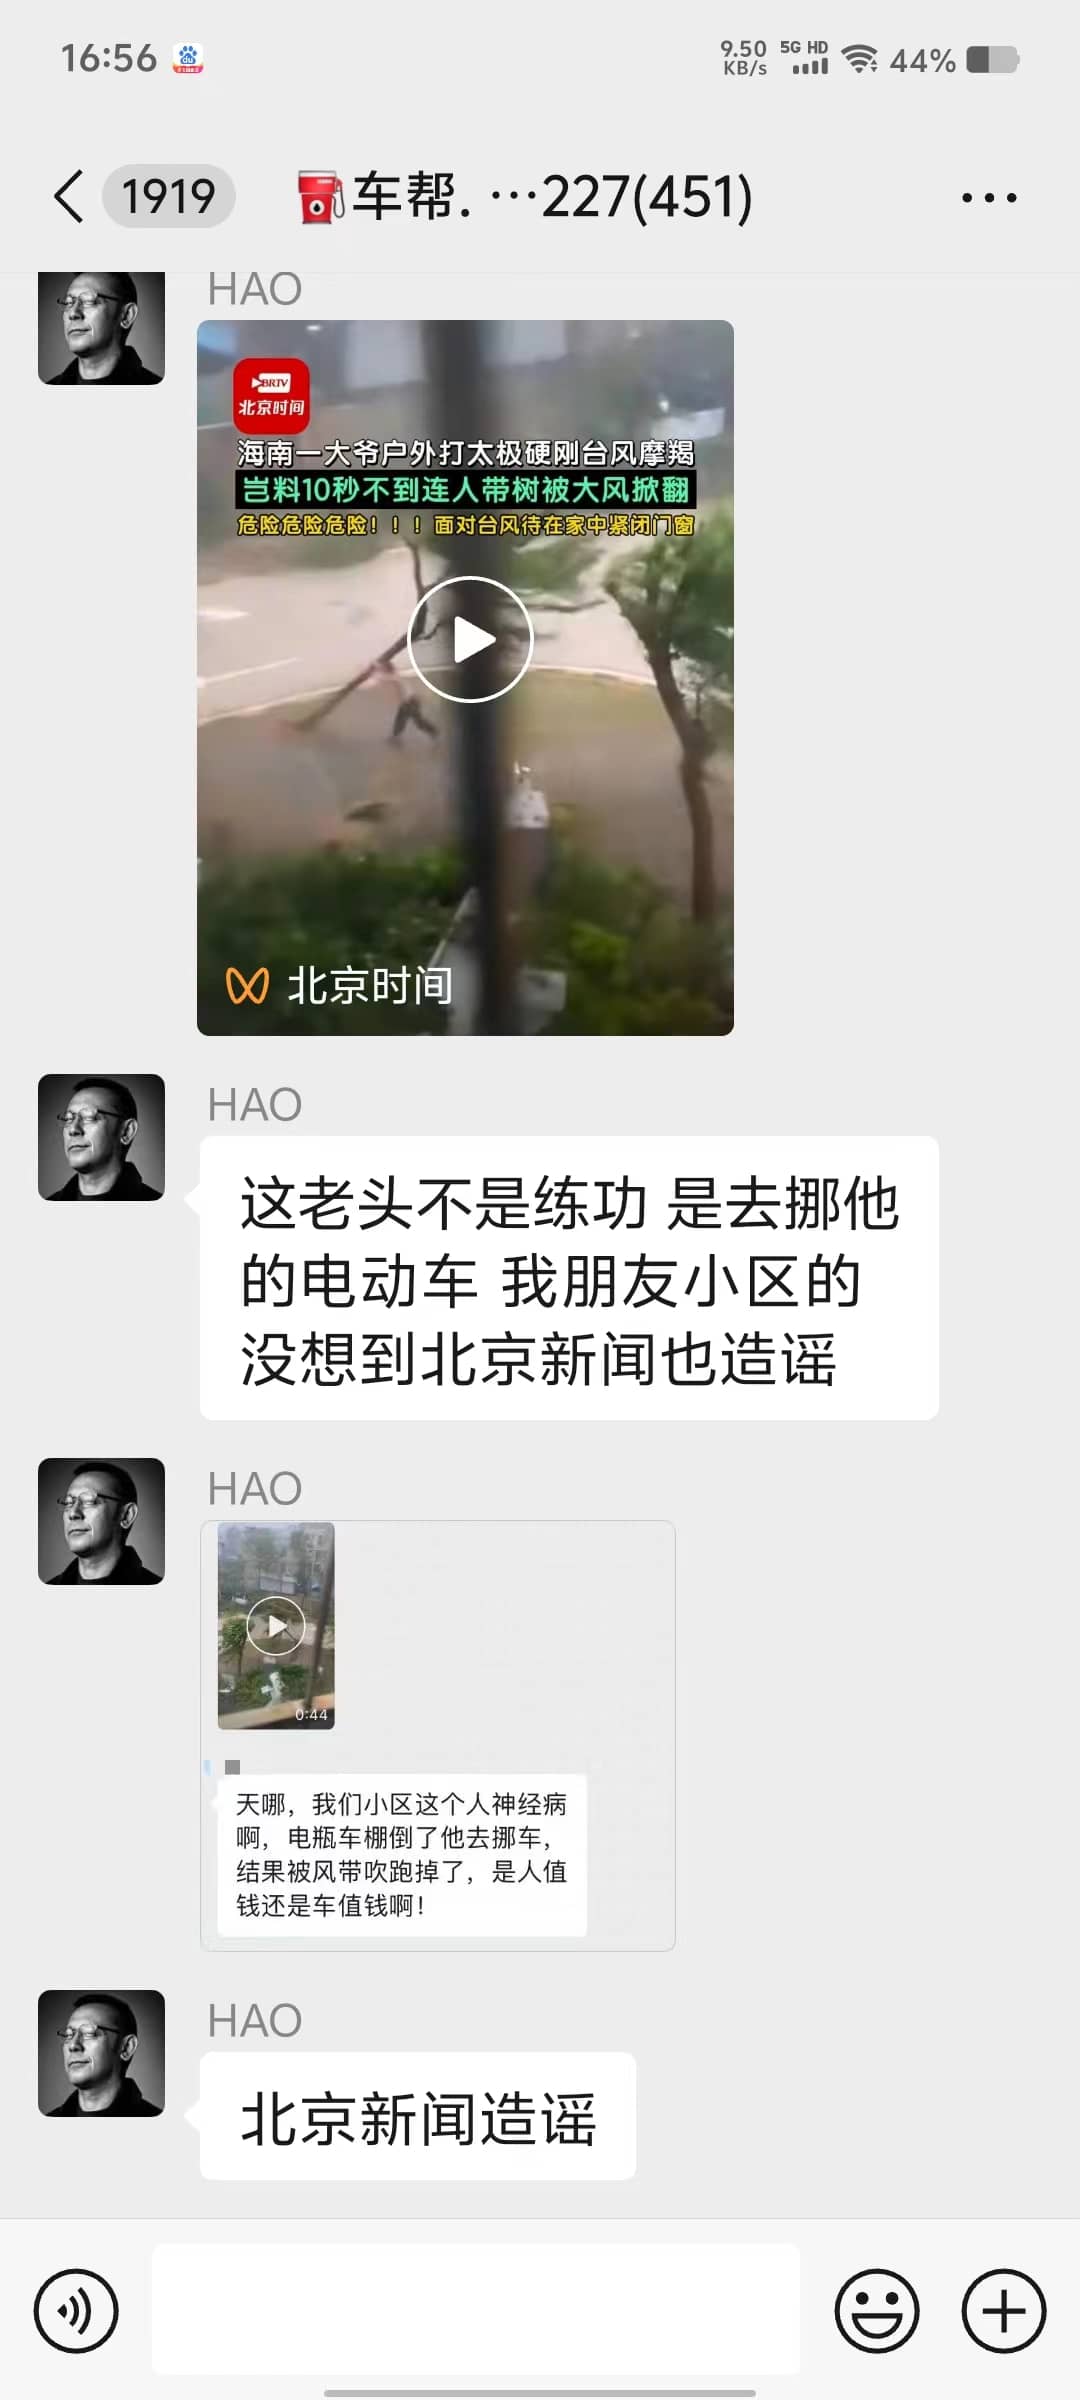 16:56
9.50 KB/s 5G HD 44%
1919 车帮. …227(451)
HAO
BRTV
北京时间
海南一大爷户外打太极硬刚台风摩羯
岂料10秒不到连人带树被大风掀翻
危险危险危险！！！面对台风待在家中紧闭门窗
北京时间
HAO
这老头不是练功 是去挪他
的电动车 我朋友小区的
没想到北京新闻也造谣
HAO
0:44
天哪，我们小区这个人神经病
啊，电瓶车棚倒了他去挪车，
结果被风带吹跑掉了，是人值
钱还是车值钱啊！
HAO
北京新闻造谣